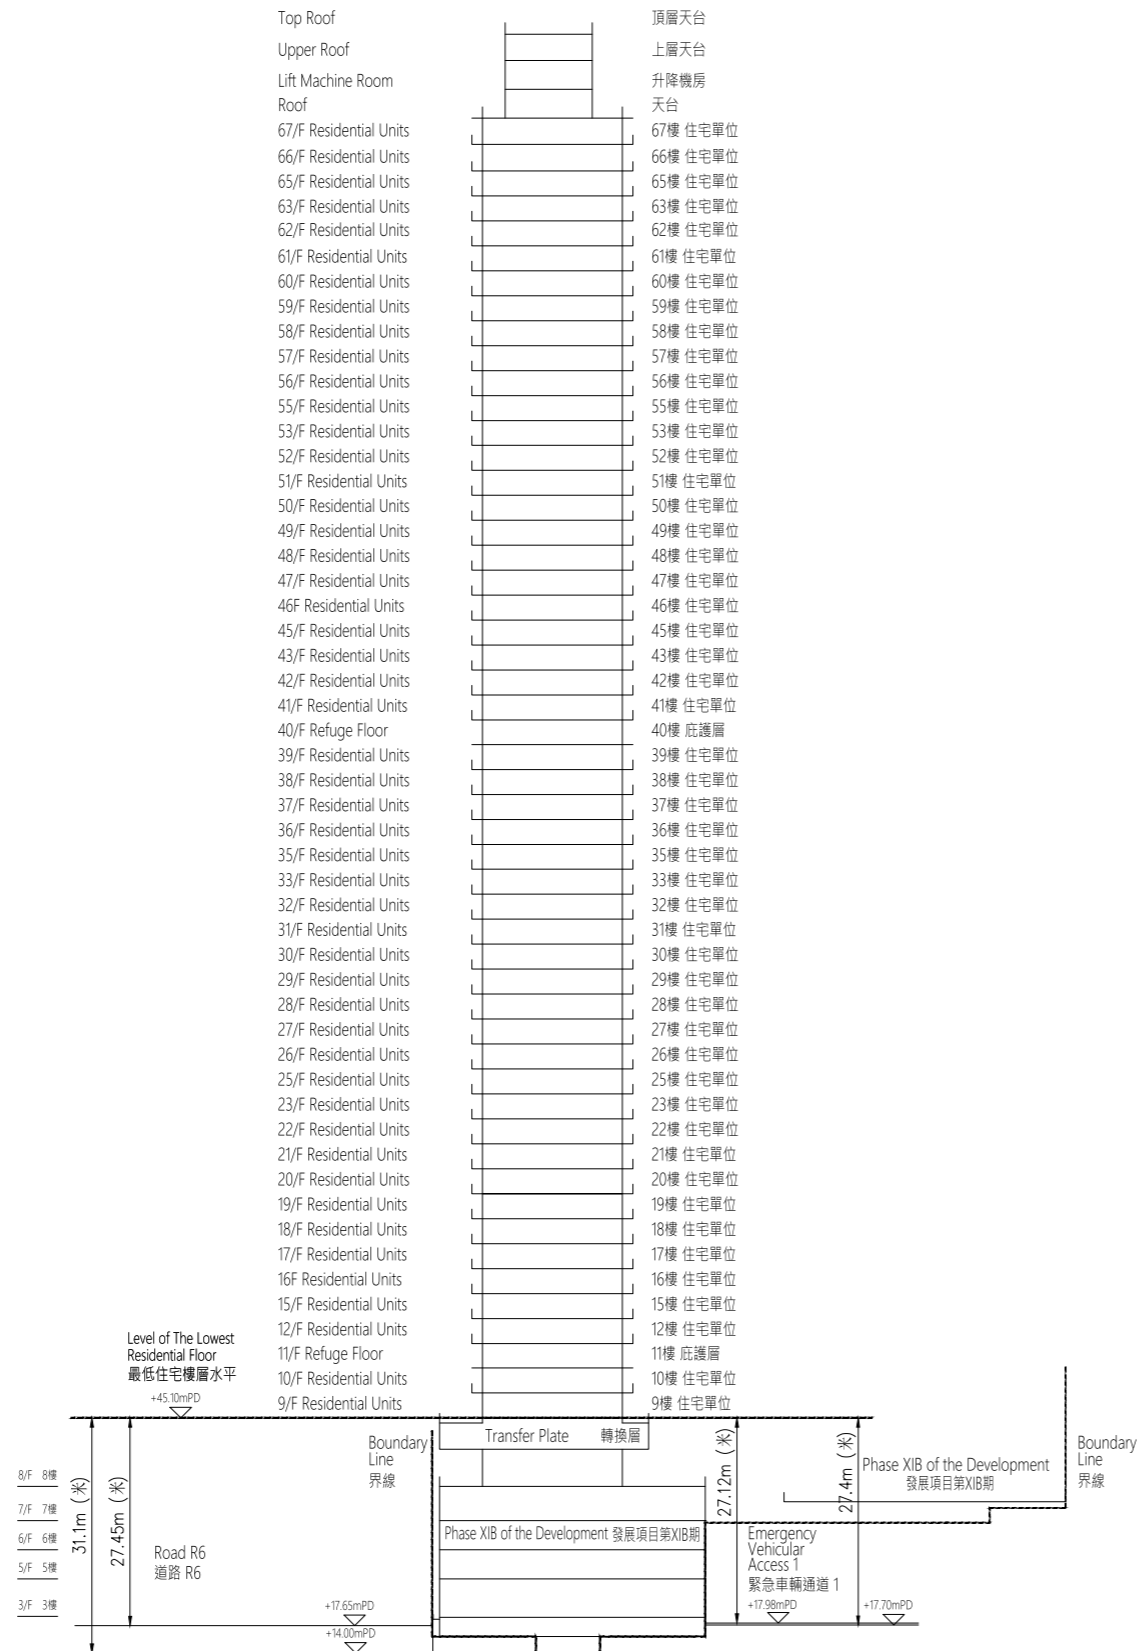 Top Roof 頂層天台
Upper Roof 上層天台
Lift Machine Room 升降機房
Roof 天台
67/F Residential Units 67樓 住宅單位
66/F Residential Units 66樓 住宅單位
65/F Residential Units 65樓 住宅單位
63/F Residential Units 63樓 住宅單位
62/F Residential Units 62樓 住宅單位
61/F Residential Units 61樓 住宅單位
60/F Residential Units 60樓 住宅單位
59/F Residential Units 59樓 住宅單位
58/F Residential Units 58樓 住宅單位
57/F Residential Units 57樓 住宅單位
56/F Residential Units 56樓 住宅單位
55/F Residential Units 55樓 住宅單位
53/F Residential Units 53樓 住宅單位
52/F Residential Units 52樓 住宅單位
51/F Residential Units 51樓 住宅單位
50/F Residential Units 50樓 住宅單位
49/F Residential Units 49樓 住宅單位
48/F Residential Units 48樓 住宅單位
47/F Residential Units 47樓 住宅單位
46F Residential Units 46樓 住宅單位
45/F Residential Units 45樓 住宅單位
43/F Residential Units 43樓 住宅單位
42/F Residential Units 42樓 住宅單位
41/F Residential Units 41樓 住宅單位
40/F Refuge Floor 40樓 庇護層
39/F Residential Units 39樓 住宅單位
38/F Residential Units 38樓 住宅單位
37/F Residential Units 37樓 住宅單位
36/F Residential Units 36樓 住宅單位
35/F Residential Units 35樓 住宅單位
33/F Residential Units 33樓 住宅單位
32/F Residential Units 32樓 住宅單位
31/F Residential Units 31樓 住宅單位
30/F Residential Units 30樓 住宅單位
29/F Residential Units 29樓 住宅單位
28/F Residential Units 28樓 住宅單位
27/F Residential Units 27樓 住宅單位
26/F Residential Units 26樓 住宅單位
25/F Residential Units 25樓 住宅單位
23/F Residential Units 23樓 住宅單位
22/F Residential Units 22樓 住宅單位
21/F Residential Units 21樓 住宅單位
20/F Residential Units 20樓 住宅單位
19/F Residential Units 19樓 住宅單位
18/F Residential Units 18樓 住宅單位
17/F Residential Units 17樓 住宅單位
16F Residential Units 16樓 住宅單位
15/F Residential Units 15樓 住宅單位
12/F Residential Units 12樓 住宅單位
11/F Refuge Floor 11樓 庇護層
10/F Residential Units 10樓 住宅單位
9/F Residential Units 9樓 住宅單位
Level of The Lowest
Residential Floor
最低住宅樓層水平
+45.10mPD
Transfer Plate 轉換層
Boundary
Line
界線
8/F 8樓
7/F 7樓
6/F 6樓
5/F 5樓
3/F 3樓
31.1m (米)
27.45m (米)
Road R6
道路 R6
+17.65mPD
+14.00mPD
Phase XIB of the Development 發展項目第XIB期
27.12m (米)
27.4m (米)
Phase XIB of the Development
發展項目第XIB期
Boundary
Line
界線
Emergency
Vehicular
Access 1
緊急車輛通道 1
+17.98mPD
+17.70mPD